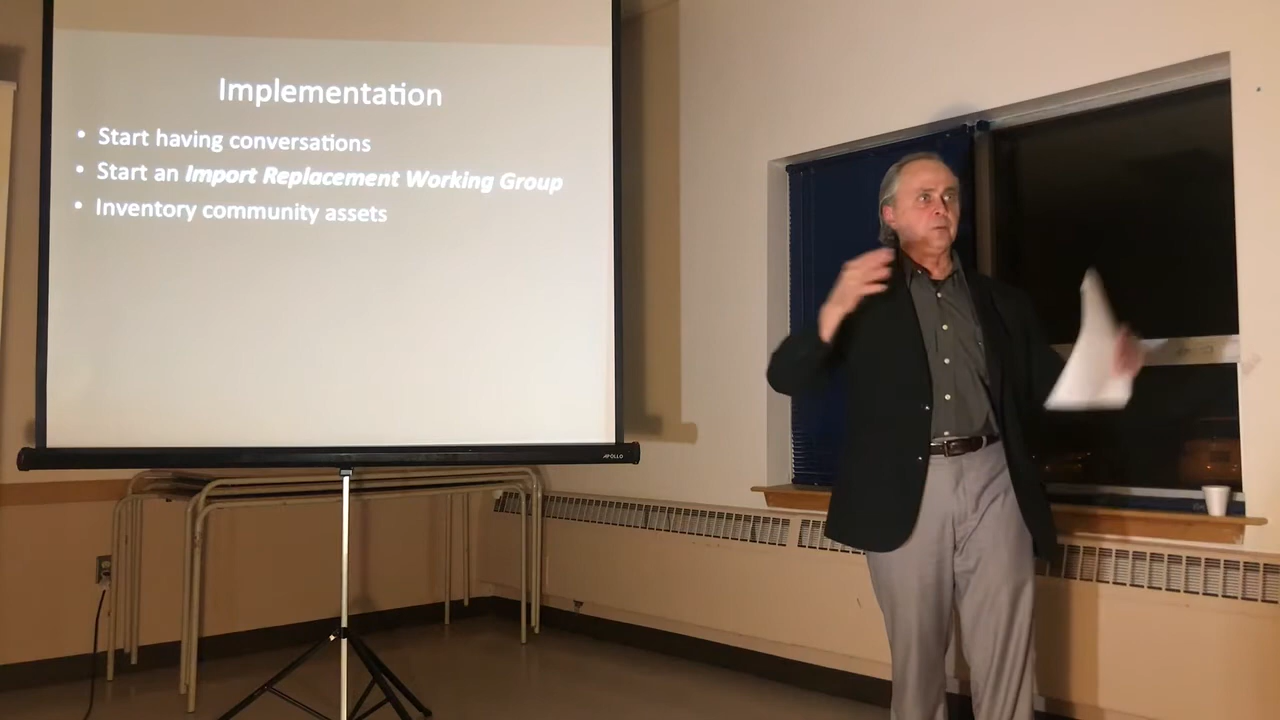 Implementation
• Start having conversations
• Start an Import Replacement Working Group
• Inventory community assets
APOLLO